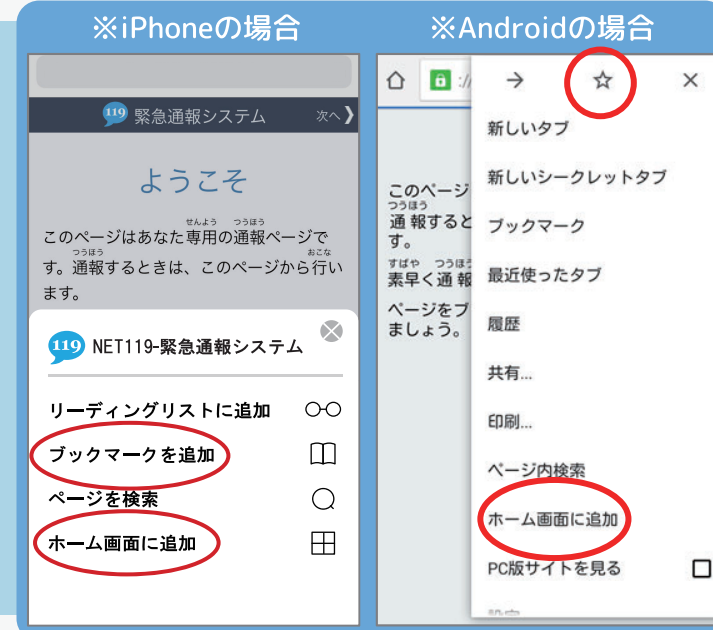 ※iPhoneの場合
119 緊急通報システム 次へ❯
ようこそ
せんよう つうほう
このページはあなた専用の通報ページで
つうほう おこな
す。通報するときは、このページから行い
ます。
119 NET119-緊急通報システム
リーディングリストに追加
ブックマークを追加
ページを検索
ホーム画面に追加
※Androidの場合
://
このページ
つうほう
通報すると
す。
すばや つうほう
素早く通報
ページをブ
ましょう。
新しいタブ
新しいシークレットタブ
ブックマーク
最近使ったタブ
履歴
共有...
印刷...
ページ内検索
ホーム画面に追加
PC版サイトを見る